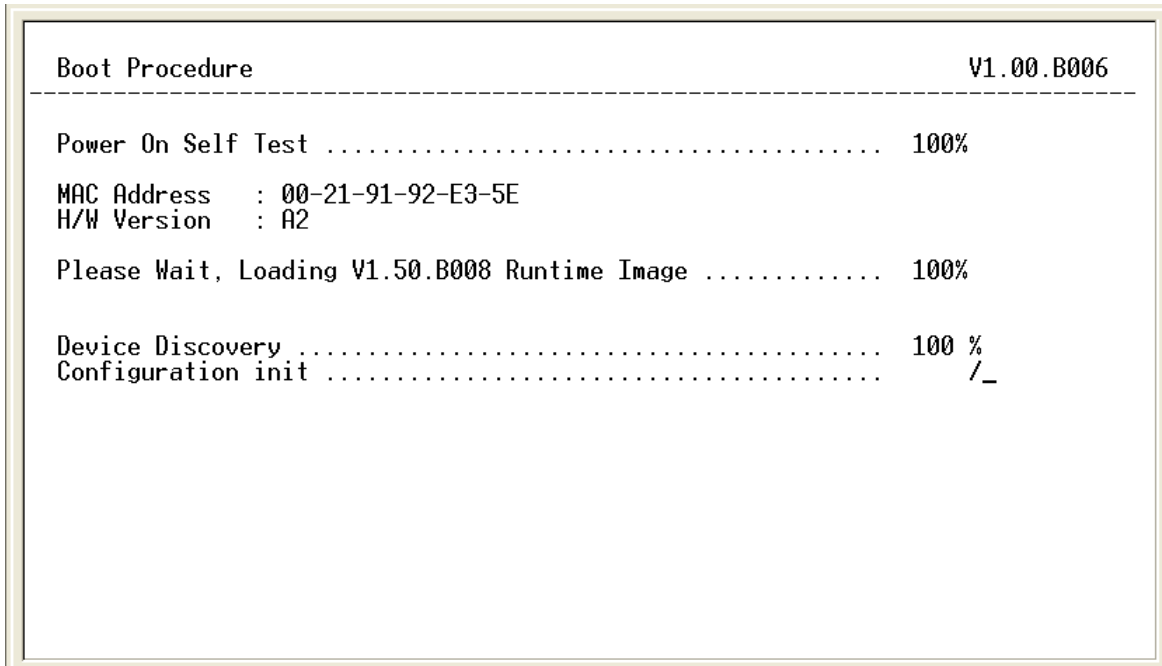 Boot Procedure V1.00.B006
-------------------------------------------------------------------------------
Power On Self Test ........................................ 100%
MAC Address : 00-21-91-92-E3-5E
H/W Version : A2
Please Wait, Loading V1.50.B008 Runtime Image ............. 100%
Device Discovery .......................................... 100 %
Configuration init ........................................ /_